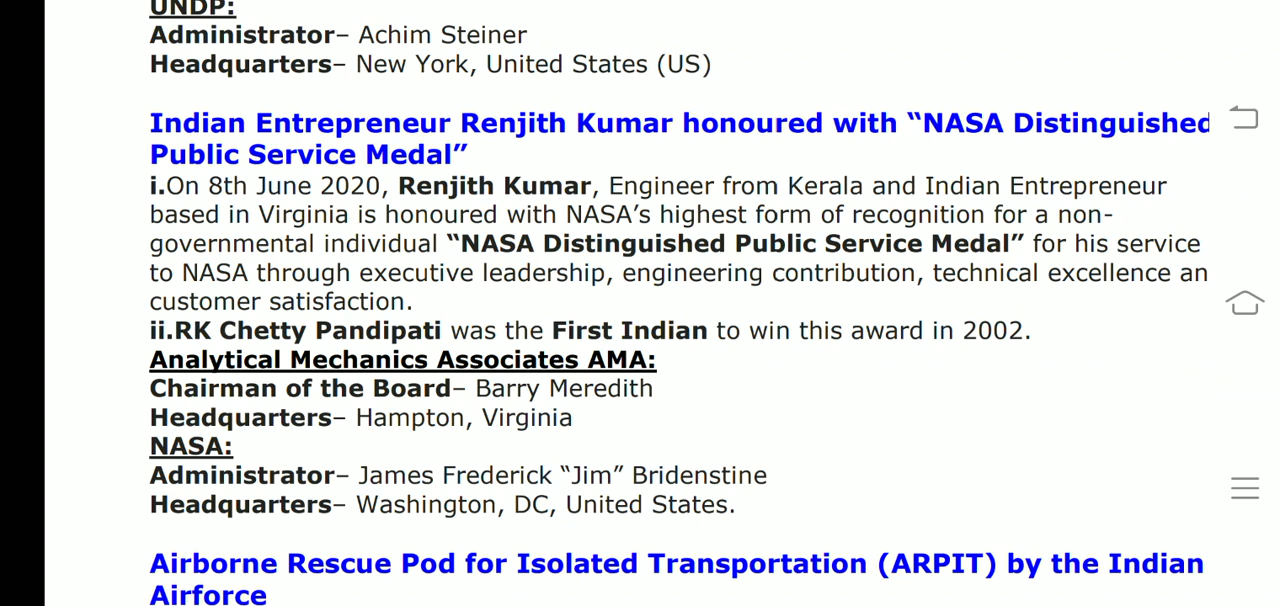 UNDP:
Administrator– Achim Steiner
Headquarters– New York, United States (US)
Indian Entrepreneur Renjith Kumar honoured with “NASA Distinguished
Public Service Medal”
i.On 8th June 2020, Renjith Kumar, Engineer from Kerala and Indian Entrepreneur
based in Virginia is honoured with NASA’s highest form of recognition for a non-
governmental individual “NASA Distinguished Public Service Medal” for his service
to NASA through executive leadership, engineering contribution, technical excellence an
customer satisfaction.
ii.RK Chetty Pandipati was the First Indian to win this award in 2002.
Analytical Mechanics Associates AMA:
Chairman of the Board– Barry Meredith
Headquarters– Hampton, Virginia
NASA:
Administrator– James Frederick “Jim” Bridenstine
Headquarters– Washington, DC, United States.
Airborne Rescue Pod for Isolated Transportation (ARPIT) by the Indian
Airforce